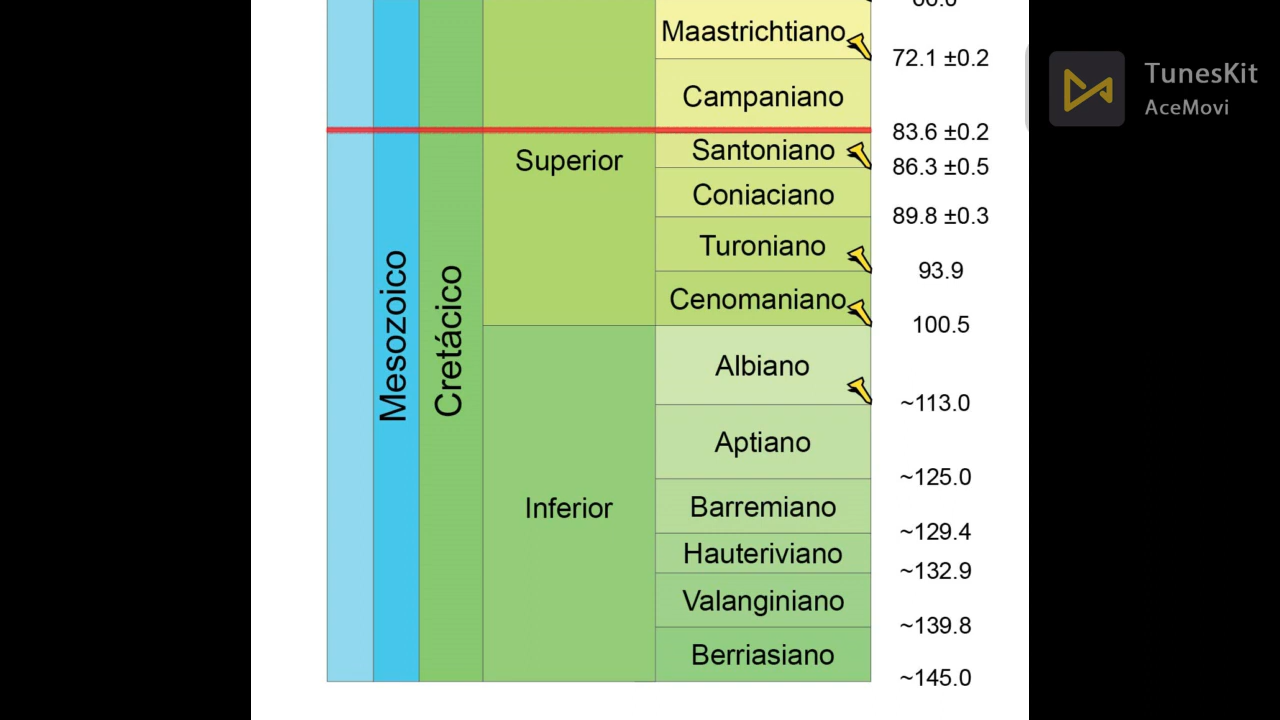 Maastrichtiano
72.1 ±0.2
Campaniano
83.6 ±0.2
Superior
Santoniano
86.3 ±0.5
Coniaciano
89.8 ±0.3
Turoniano
93.9
Cenomaniano
100.5
Mesozoico
Cretácico
Albiano
~113.0
Aptiano
~125.0
Inferior
Barremiano
~129.4
Hauteriviano
~132.9
Valanginiano
~139.8
Berriasiano
~145.0
TunesKit
AceMovi